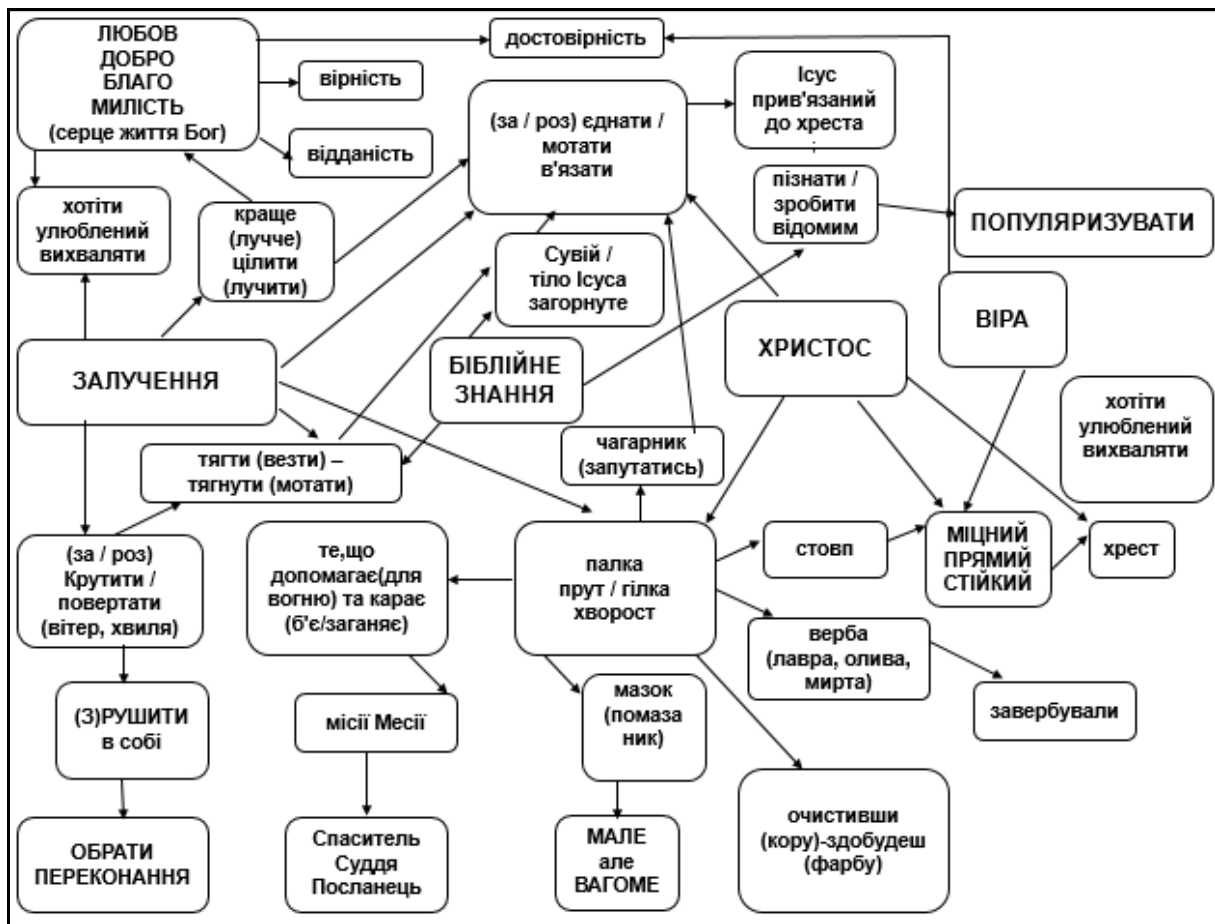 ЛЮБОВ
ДОБРО
БЛАГО
МИЛІСТЬ
(серце життя Бог)
достовірність
вірність
відданість
(за / роз) єднати /
мотати
в'язати
Ісус
прив'язаний
до хреста
:
пізнати /
зробити
відомим
ПОПУЛЯРИЗУВАТИ
хотіти
улюблений
вихваляти
краще
(лучче)
цілити
(лучити)
Сувій /
тіло Ісуса
загорнуте
ВІРА
ХРИСТОС
ЗАЛУЧЕННЯ
БІБЛІЙНЕ
ЗНАННЯ
хотіти
улюблений
вихваляти
тягти (везти) –
тягнути (мотати)
чагарник
(запутатись)
(за / роз)
Крутити /
повертати
(вітер, хвиля)
те,що
допомагає(для
вогню) та карає
(б'є/заганяє)
палка
прут / гілка
хворост
стовп
МІЦНИЙ
ПРЯМИЙ
СТІЙКИЙ
хрест
верба
(лавра, олива,
мирта)
завербували
(З)РУШИТИ
в собі
місії Месії
мазок
(помаза
ник)
ОБРАТИ
ПЕРЕКОНАННЯ
Спаситель
Суддя
Посланець
МАЛЕ
але
ВАГОМЕ
очистивши
(кору)-здобудеш
(фарбу)